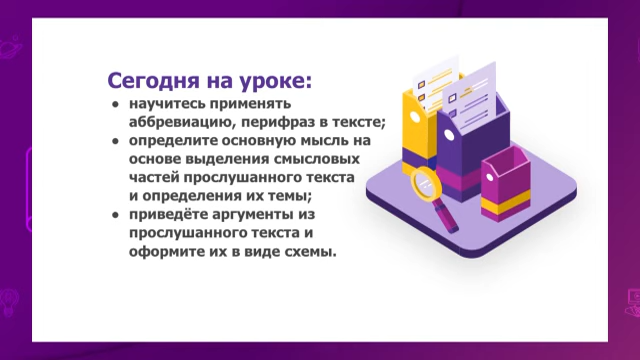 Сегодня на уроке:
● научитесь применять
аббревиацию, перифраз в тексте;
● определите основную мысль на
основе выделения смысловых
частей прослушанного текста
и определения их темы;
● приведёте аргументы из
прослушанного текста и
оформите их в виде схемы.